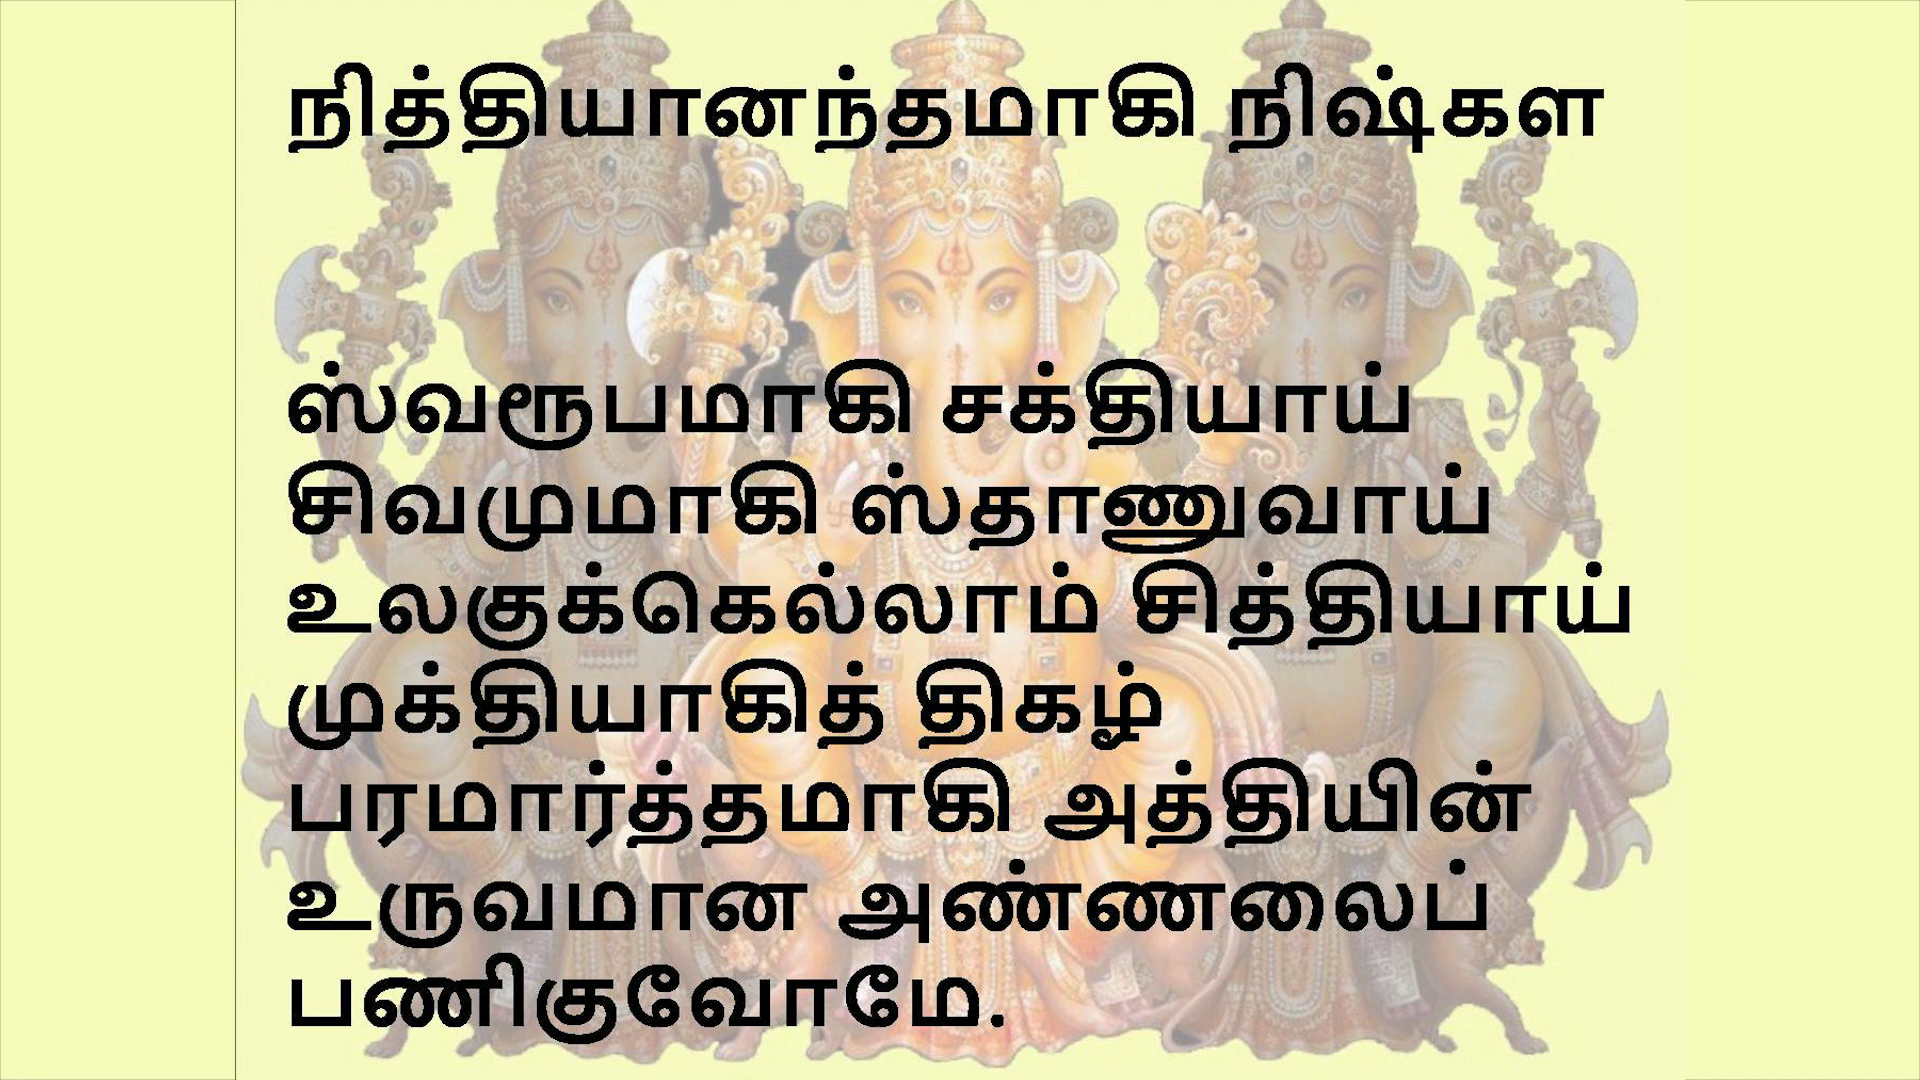 நித்தியானந்தமாகி நிஷ்கள
ஸ்வரூபமாகி சக்தியாய்
சிவமுமாகி ஸ்தாணுவாய்
உலகுக்கெல்லாம் சித்தியாய்
முக்தியாகித் திகழ்
பரமார்த்தமாகி அத்தியின்
உருவமான அண்ணலைப்
பணிகுவோமே.